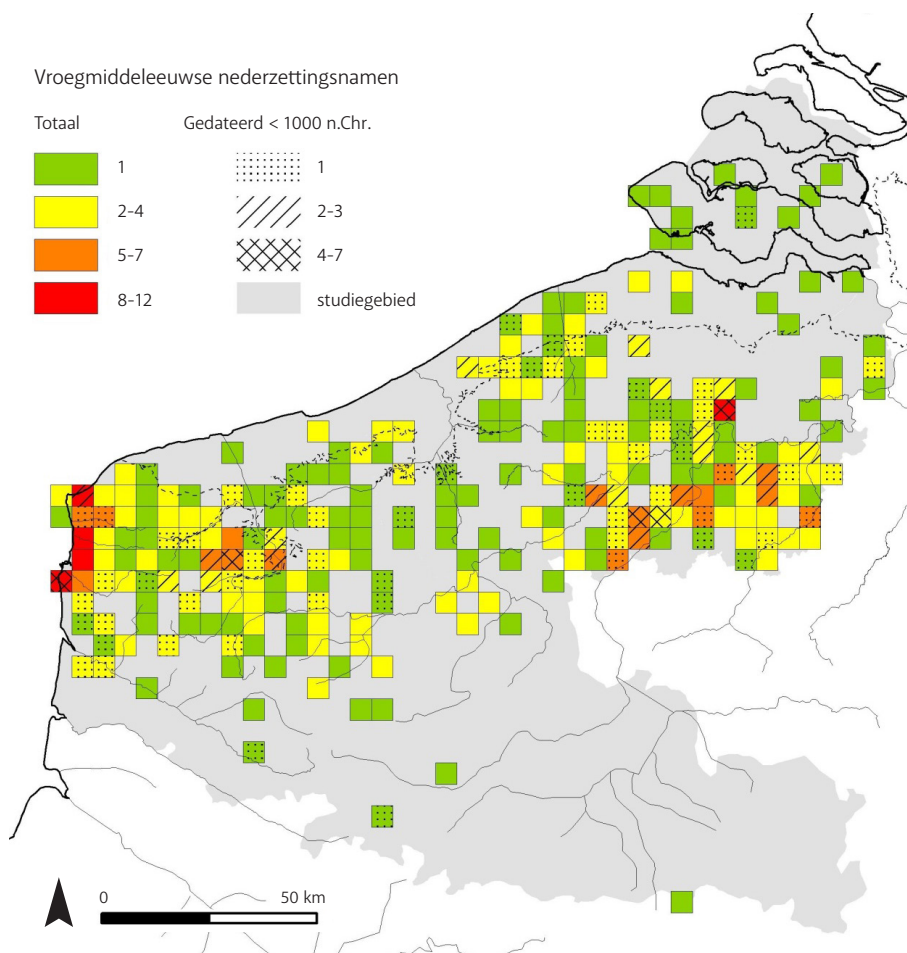 Vroegmiddeleeuwse nederzettingsnamen
Totaal Gedateerd < 1000 n.Chr.
1 1
2-4 2-3
5-7 4-7
8-12 studiegebied
0 50 km